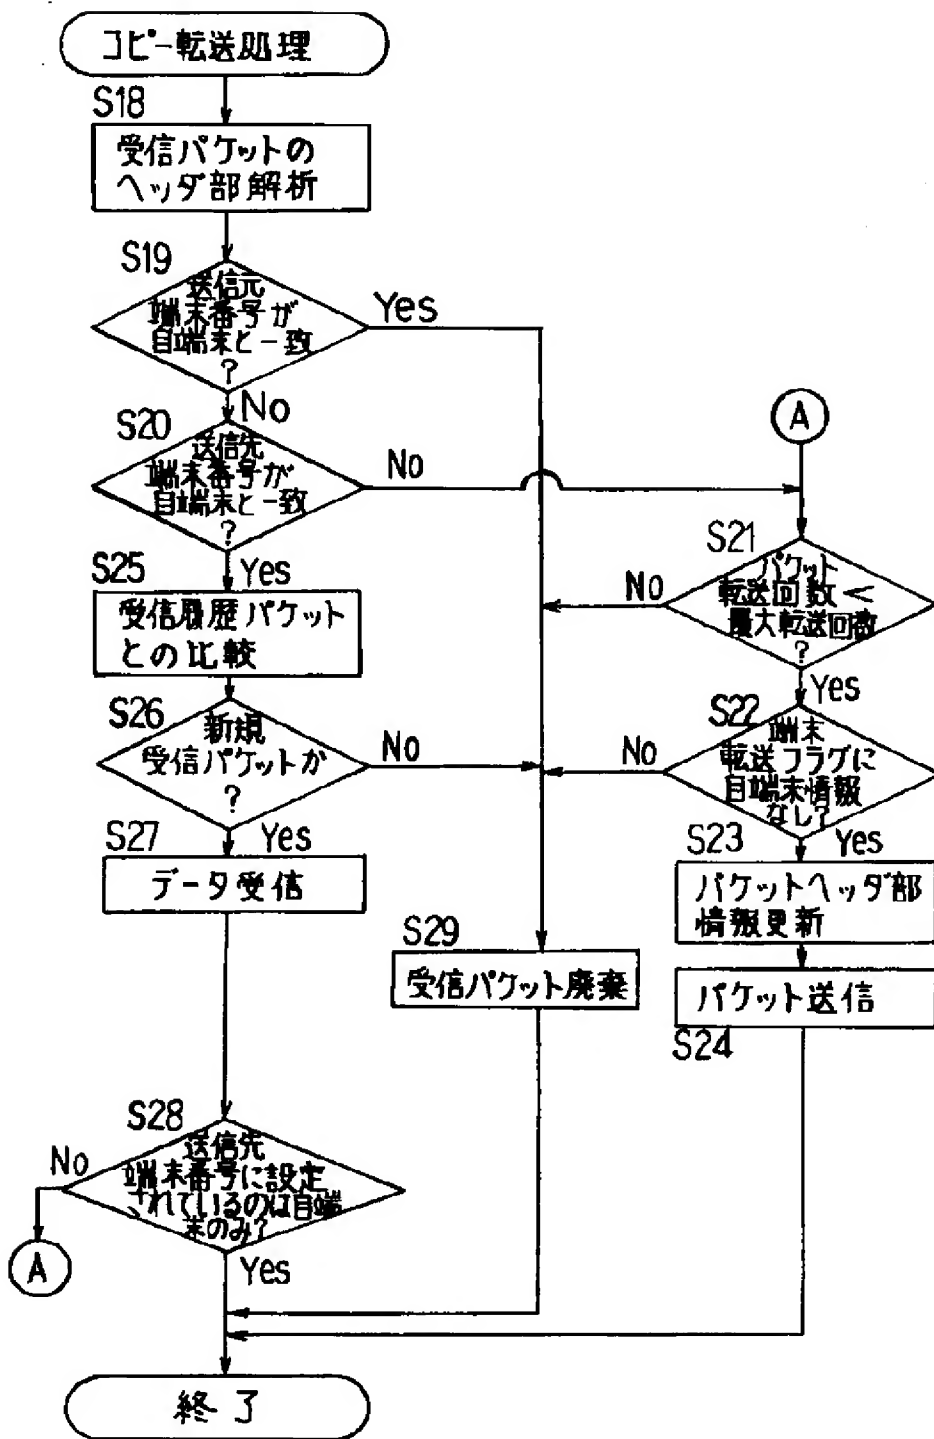 コピー転送処理
S18
受信パケットの
ヘッダ部解析
S19
送信元
端末番号が
自端末と一致
?
Yes
No
S20
送信先
端末番号が
自端末と一致
?
No
Yes
A
S21
パケット
転送回数<
最大転送回数
?
No
Yes
S25
受信履歴パケット
との比較
S22
端末
転送フラグに
自端末情報
なし?
No
Yes
S26
新規
受信パケットか
?
No
Yes
S23
パケットヘッダ部
情報更新
S27
データ受信
S29
受信パケット廃棄
パケット送信
S24
S28
送信先
端末番号に設定
されているのは自端
末のみ?
No
A
Yes
終了